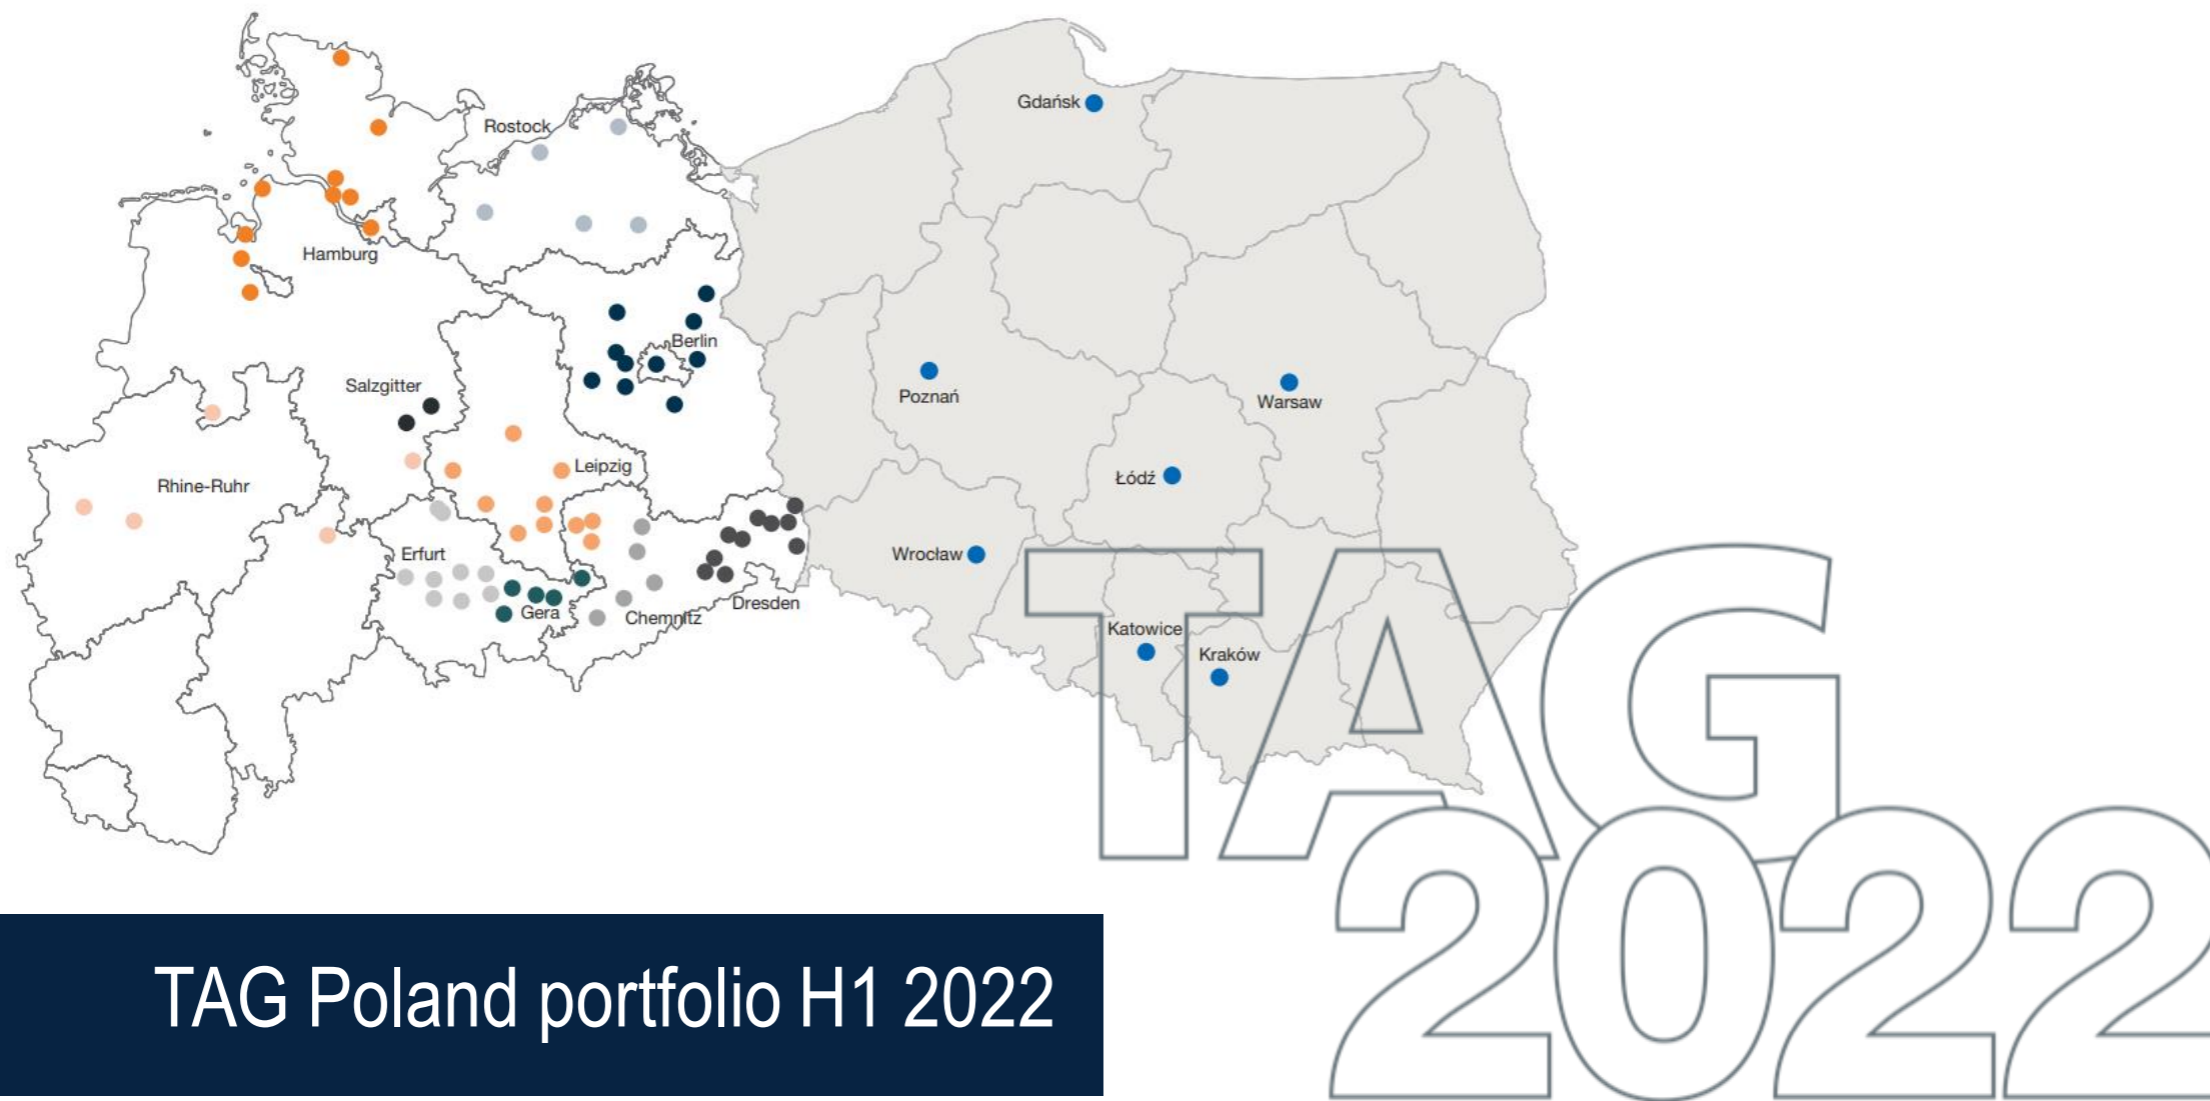 Gdańsk
Rostock
Hamburg
Berlin
Salzgitter
Poznań
Warsaw
Leipzig
Rhine-Ruhr
Łódź
Erfurt
Wrocław
Gera
Chemnitz
Dresden
Katowice
Kraków
TAG
2022
TAG Poland portfolio H1 2022